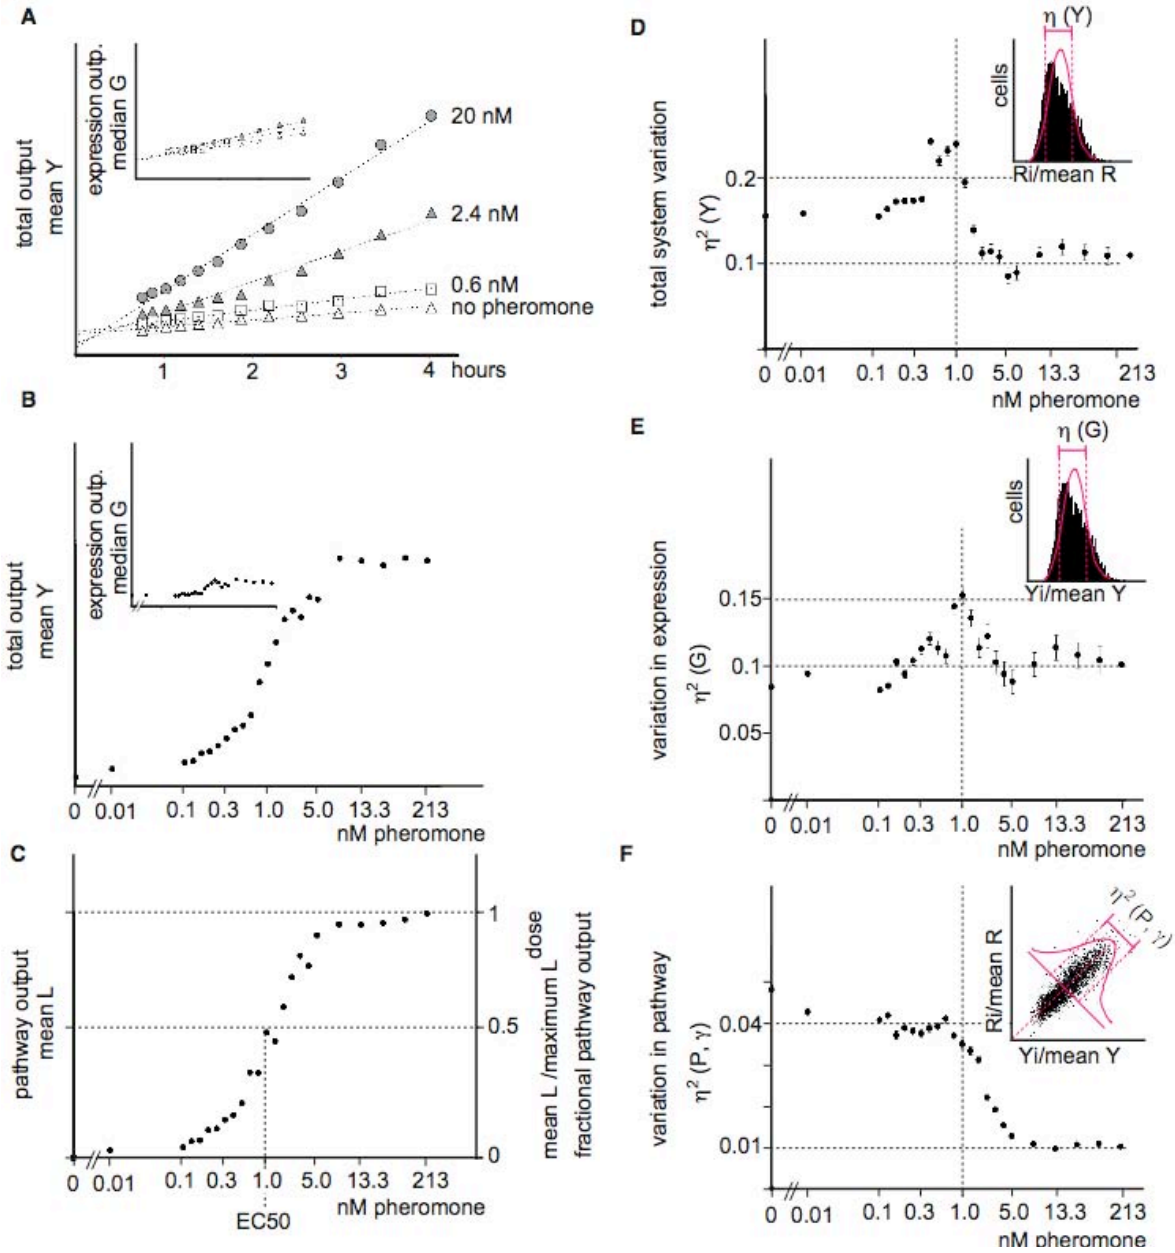 A
total output
mean Y
expression outp.
median G
20 nM
2.4 nM
0.6 nM
no pheromone
1 2 3 4 hours
B
total output
mean Y
expression outp.
median G
0 0.01 0.1 0.3 1.0 5.0 13.3 213
nM pheromone
C
pathway output
mean L
1
0.5
0
mean L /maximum L dose
fractional pathway output
0 0.01 0.1 0.3 1.0 5.0 13.3 213
nM pheromone
EC50
D
total system variation
η² (Y)
0.2
0.1
η (Y)
cells
Ri/mean R
0 0.01 0.1 0.3 1.0 5.0 13.3 213
nM pheromone
E
variation in expression
η² (G)
0.15
0.1
0.05
η (G)
cells
Yi/mean Y
0 0.01 0.1 0.3 1.0 5.0 13.3 213
nM pheromone
F
variation in pathway
η² (P, γ)
0.04
0.01
η² (P, γ)
Ri/mean R
Yi/mean Y
0 0.01 0.1 0.3 1.0 5.0 13.3 213
nM pheromone